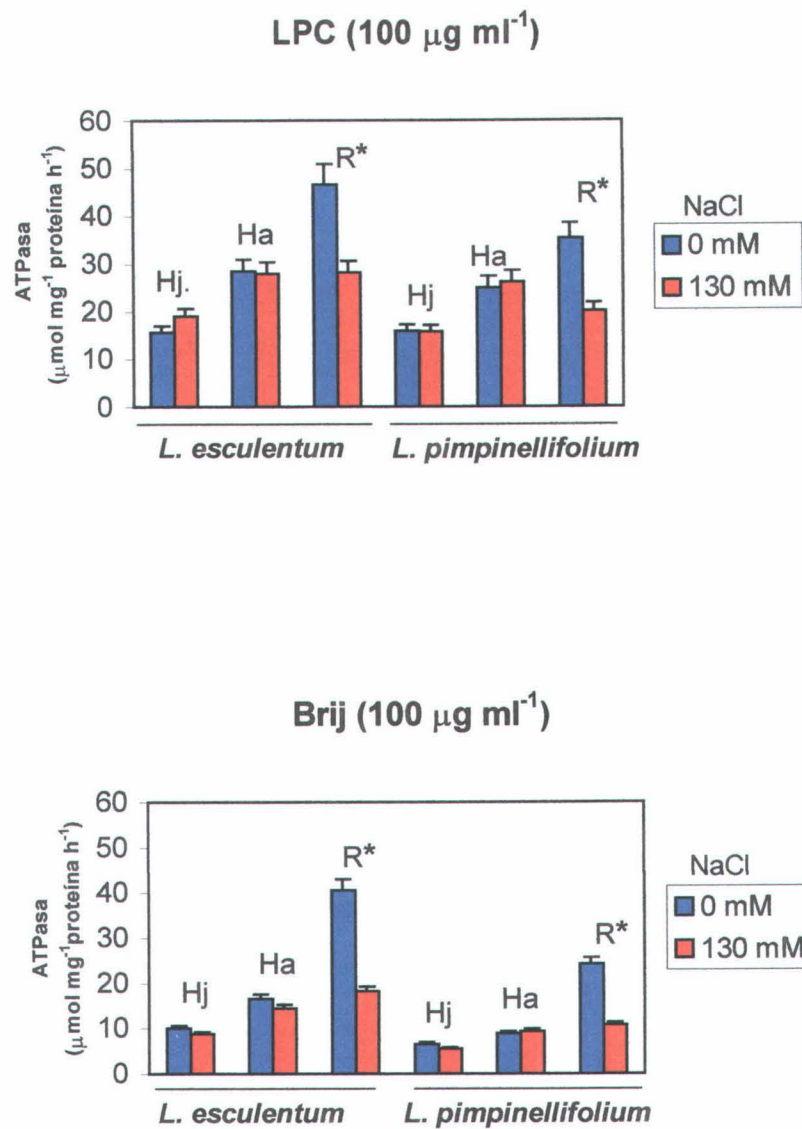 LPC (100 μg ml⁻¹)
ATPasa
(μmol mg⁻¹ proteína h⁻¹)
60
50
40
30
20
10
0
Hj.
Ha
R*
Hj
Ha
R*
NaCl
0 mM
130 mM
L. esculentum
L. pimpinellifolium
Brij (100 μg ml⁻¹)
ATPasa
(μmol mg⁻¹proteína h⁻¹)
60
50
40
30
20
10
0
Hj
Ha
R*
Hj
Ha
R*
NaCl
0 mM
130 mM
L. esculentum
L. pimpinellifolium